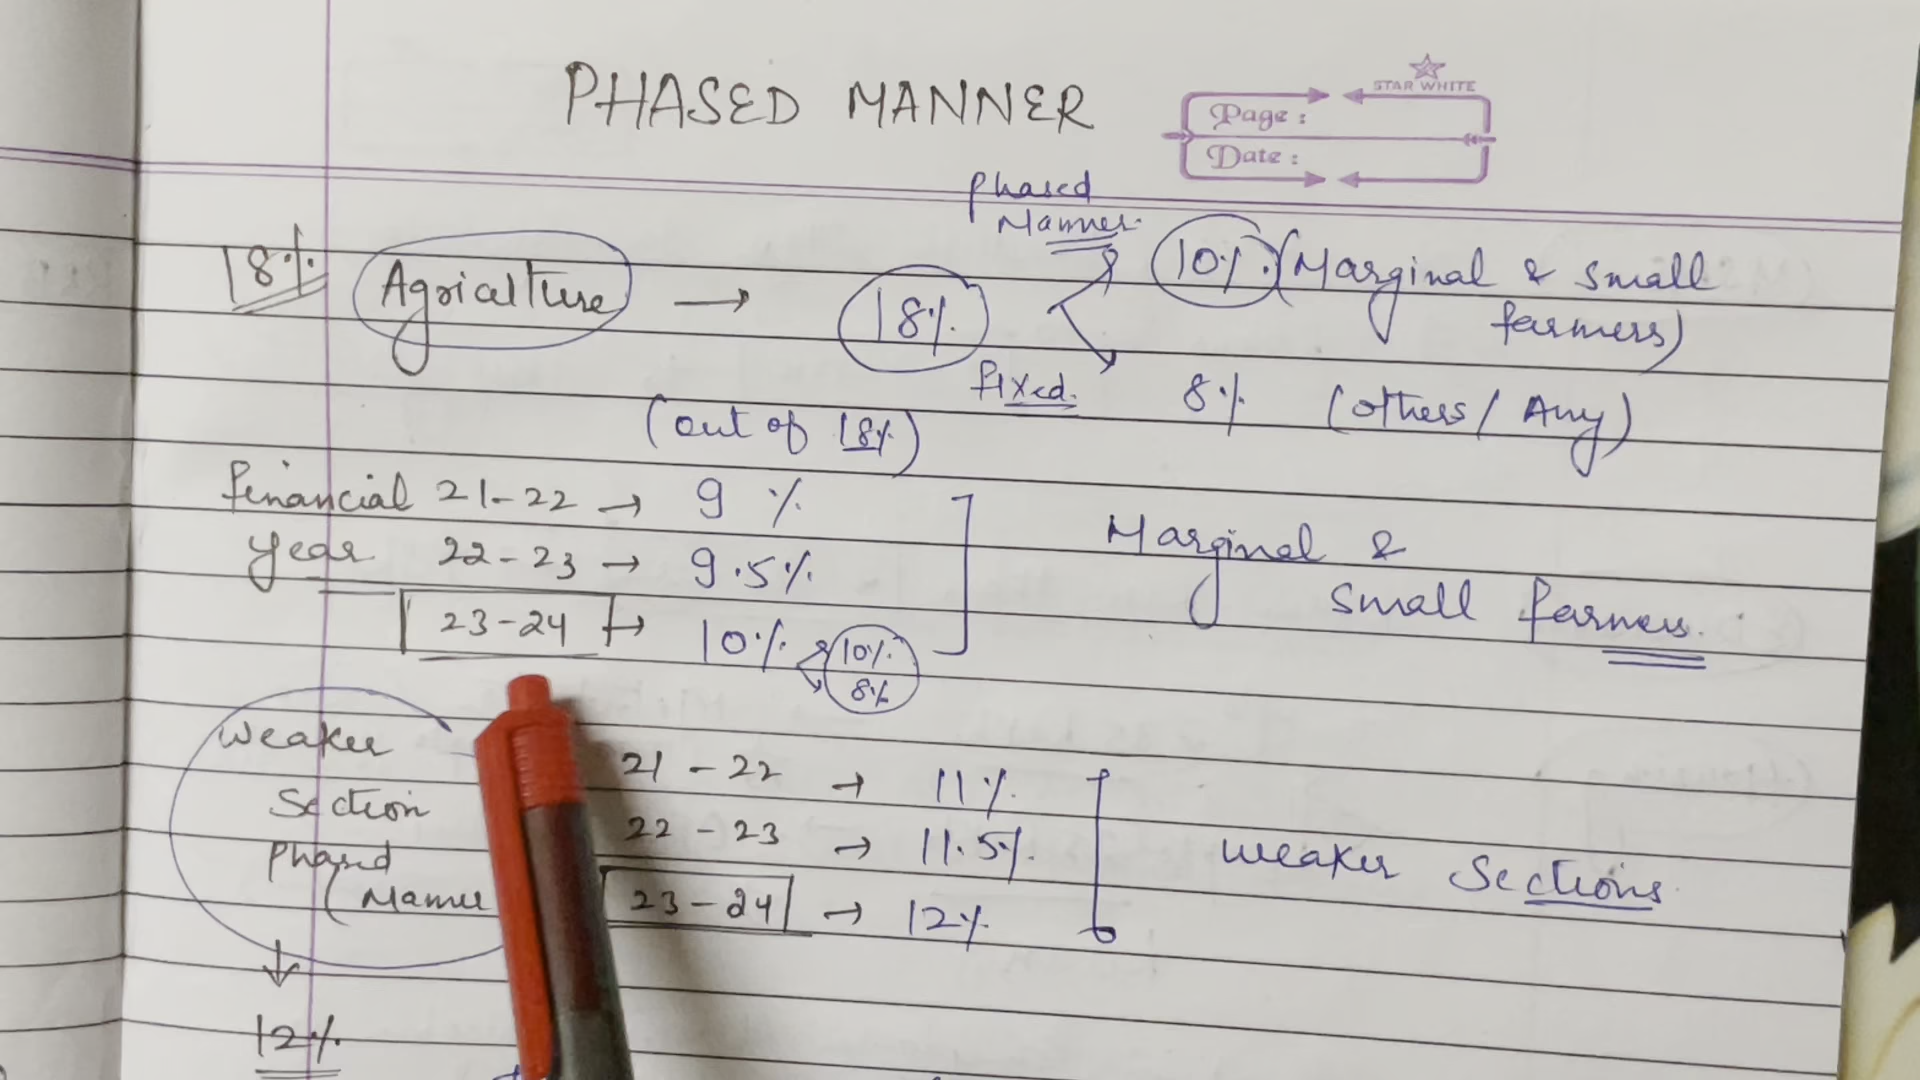 PHASED MANNER
STAR WHITE
Page :
Date :
Phased
Manner.
18% Agriculture → 18% 10% (Marginal & small
farmers)
fixed. 8% (others / Any)
(out of 18%)
financial 21-22 → 9 %
year 22-23 → 9.5%
23-24 → 10% 10%
8%
Marginal &
small farmers.
Weaker
Section
Phased
Manner
21 - 22 → 11%
22 - 23 → 11.5%
23-24 → 12%
weaker Sections
↓
12%